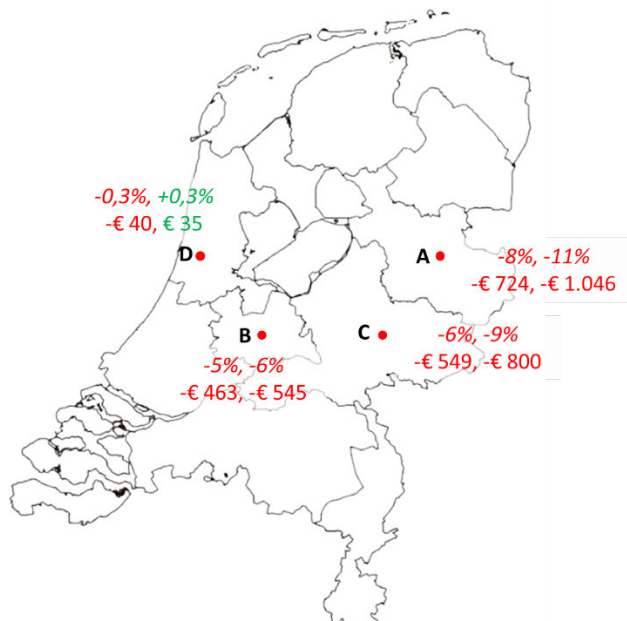 -0,3%, +0,3%
-€ 40, € 35
D
A
-8%, -11%
-€ 724, -€ 1.046
B
-5%, -6%
-€ 463, -€ 545
C
-6%, -9%
-€ 549, -€ 800